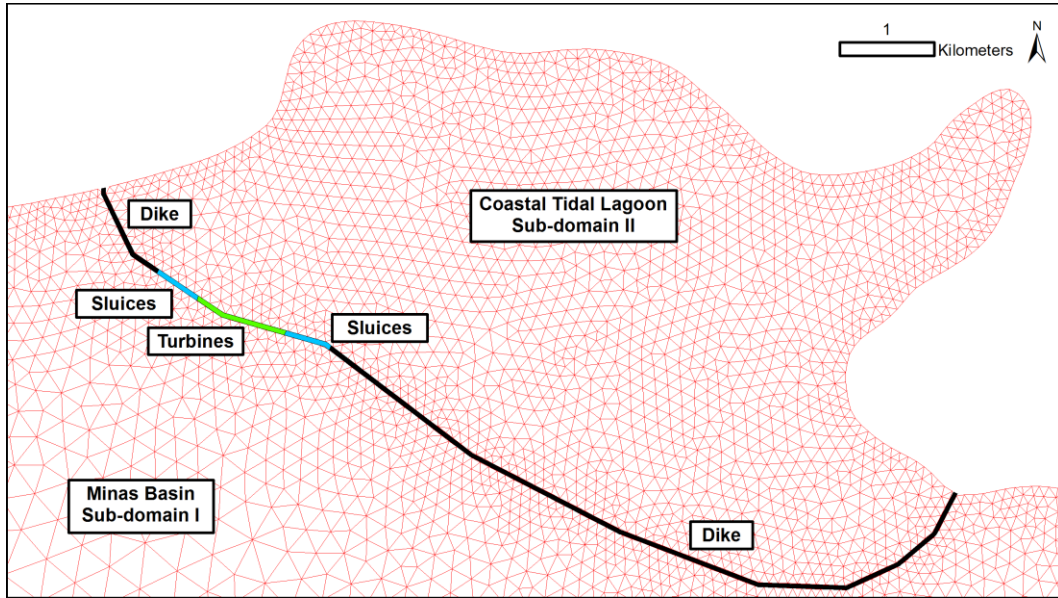 1
Kilometers
N
Dike
Coastal Tidal Lagoon
Sub-domain II
Sluices
Turbines
Sluices
Minas Basin
Sub-domain I
Dike